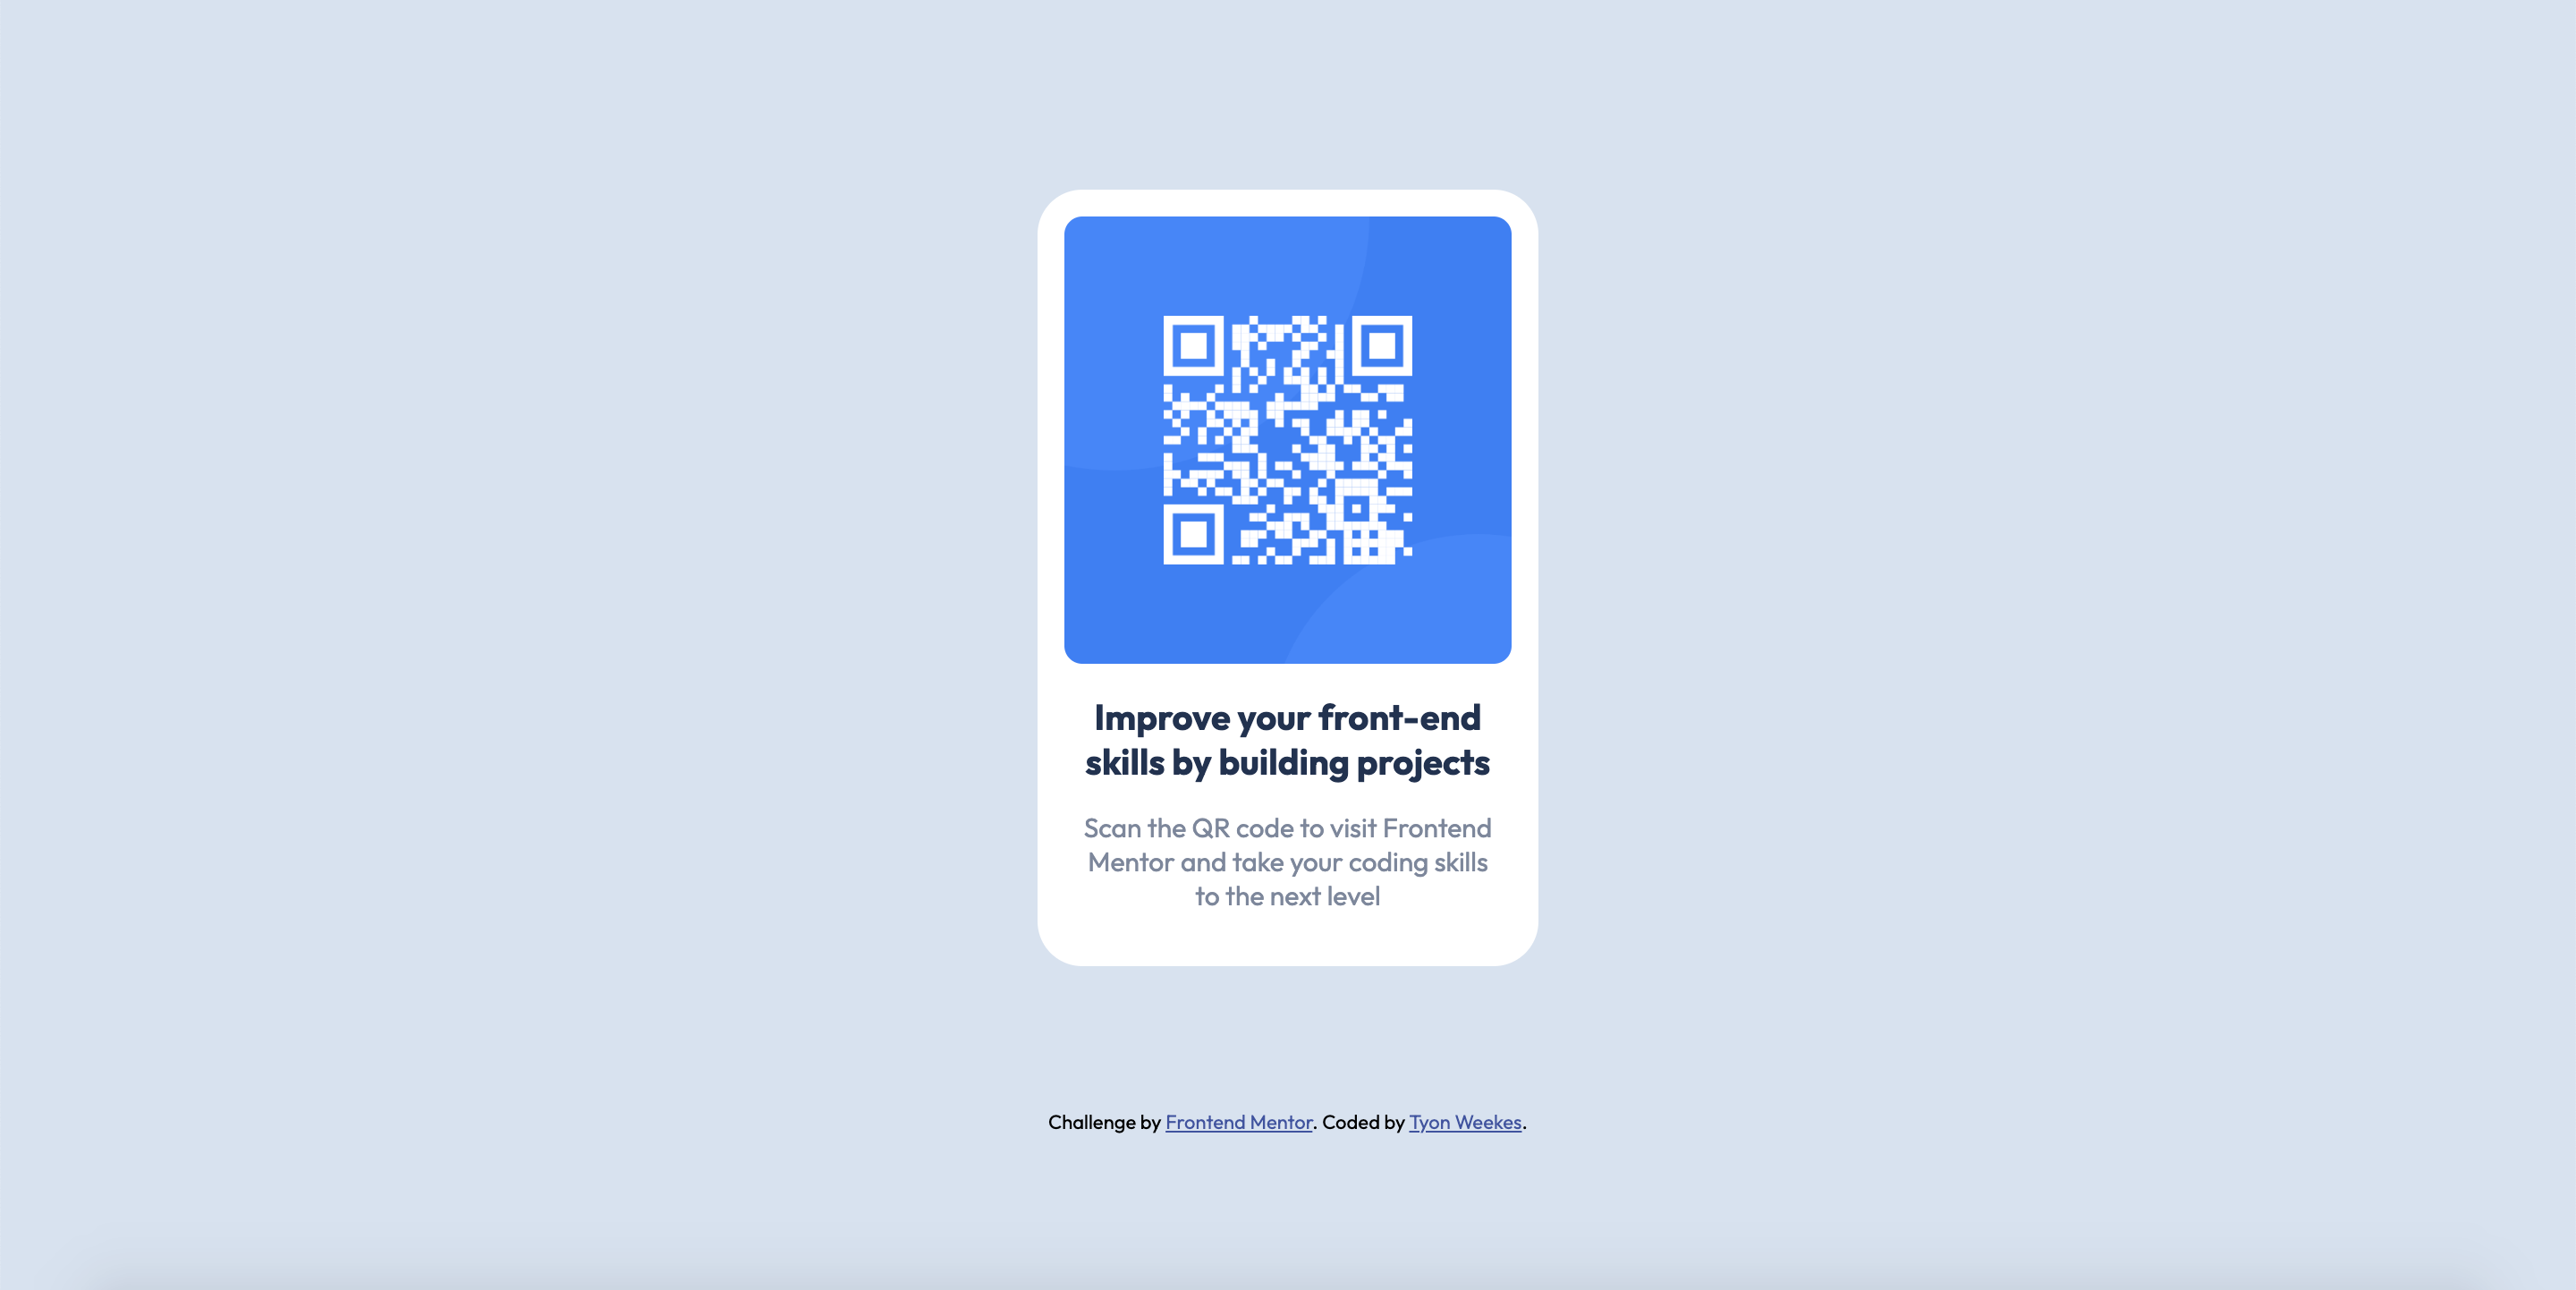 Improve your front-end
skills by building projects
Scan the QR code to visit Frontend
Mentor and take your coding skills
to the next level
Challenge by Frontend Mentor. Coded by Tyon Weekes.